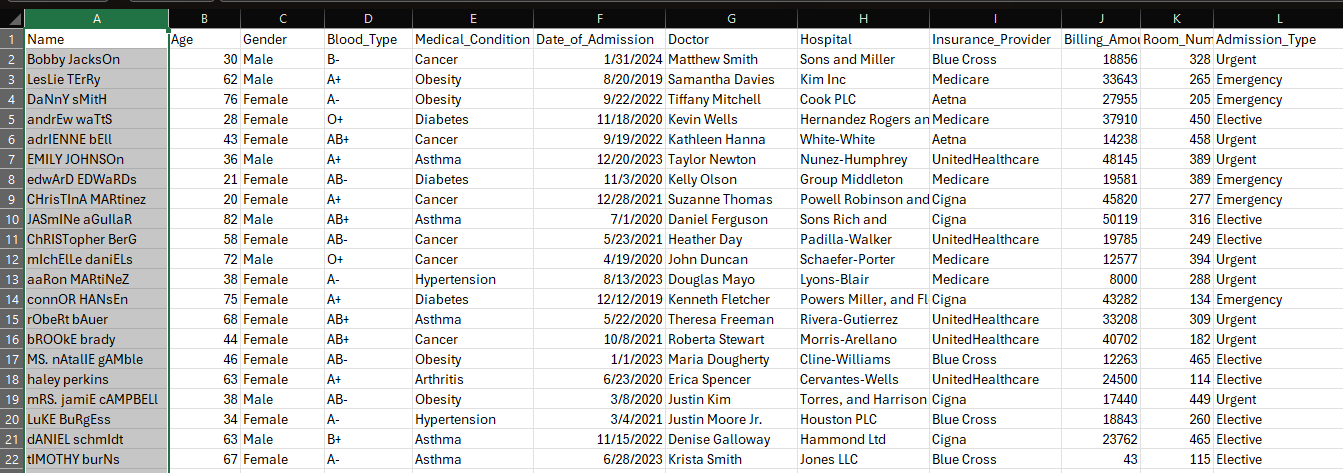 A B C D E F G H I J K L
1 Name Age Gender Blood_Type Medical_Condition Date_of_Admission Doctor Hospital Insurance_Provider Billing_Amou Room_Num Admission_Type
2 Bobby JacksOn 30 Male B- Cancer 1/31/2024 Matthew Smith Sons and Miller Blue Cross 18856 328 Urgent
3 LesLie TErRy 62 Male A+ Obesity 8/20/2019 Samantha Davies Kim Inc Medicare 33643 265 Emergency
4 DaNnY sMitH 76 Female A- Obesity 9/22/2022 Tiffany Mitchell Cook PLC Aetna 27955 205 Emergency
5 andrEw waTtS 28 Female O+ Diabetes 11/18/2020 Kevin Wells Hernandez Rogers an Medicare 37910 450 Elective
6 adrIENNE bEll 43 Female AB+ Cancer 9/19/2022 Kathleen Hanna White-White Aetna 14238 458 Urgent
7 EMILY JOHNSOn 36 Male A+ Asthma 12/20/2023 Taylor Newton Nunez-Humphrey UnitedHealthcare 48145 389 Urgent
8 edwArD EDWaRDs 21 Female AB- Diabetes 11/3/2020 Kelly Olson Group Middleton Medicare 19581 389 Emergency
9 CHrisTInA MARtinez 20 Female A+ Cancer 12/28/2021 Suzanne Thomas Powell Robinson and Cigna 45820 277 Emergency
10 JASmINe aGuIlaR 82 Male AB+ Asthma 7/1/2020 Daniel Ferguson Sons Rich and Cigna 50119 316 Elective
11 ChRISTopher BerG 58 Female AB- Cancer 5/23/2021 Heather Day Padilla-Walker UnitedHealthcare 19785 249 Elective
12 mIchElLe daniELs 72 Male O+ Cancer 4/19/2020 John Duncan Schaefer-Porter Medicare 12577 394 Urgent
13 aaRon MARtiNeZ 38 Female A- Hypertension 8/13/2023 Douglas Mayo Lyons-Blair Medicare 8000 288 Urgent
14 connOR HANsEn 75 Female A+ Diabetes 12/12/2019 Kenneth Fletcher Powers Miller, and Fl Cigna 43282 134 Emergency
15 rObeRt bAuer 68 Female AB+ Asthma 5/22/2020 Theresa Freeman Rivera-Gutierrez UnitedHealthcare 33208 309 Urgent
16 bROOkE brady 44 Female AB+ Cancer 10/8/2021 Roberta Stewart Morris-Arellano UnitedHealthcare 40702 182 Urgent
17 MS. nAtalIE gAMble 46 Female AB- Obesity 1/1/2023 Maria Dougherty Cline-Williams Blue Cross 12263 465 Elective
18 haley perkins 63 Female A+ Arthritis 6/23/2020 Erica Spencer Cervantes-Wells UnitedHealthcare 24500 114 Elective
19 mRS. jamiE cAMPBELl 38 Male AB- Obesity 3/8/2020 Justin Kim Torres, and Harrison Cigna 17440 449 Urgent
20 LuKE BuRgEss 34 Female A- Hypertension 3/4/2021 Justin Moore Jr. Houston PLC Blue Cross 18843 260 Elective
21 dANIEL schmIdt 63 Male B+ Asthma 11/15/2022 Denise Galloway Hammond Ltd Cigna 23762 465 Elective
22 tIMOTHY burNs 67 Female A- Asthma 6/28/2023 Krista Smith Jones LLC Blue Cross 43 115 Elective